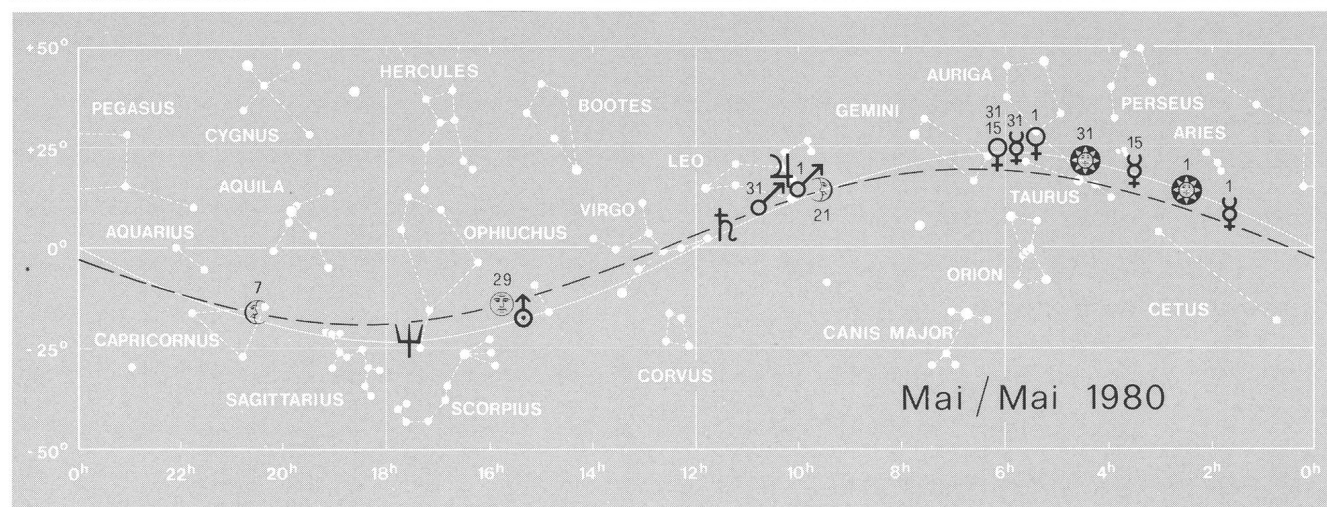 +50°
HERCULES
AURIGA
PEGASUS
BOOTES
GEMINI
PERSEUS
CYGNUS
31 31 1
15
31
15
ARIES
+25°
LEO
1
1
1
AQUILA
31
TAURUS
VIRGO
21
AQUARIUS
OPHIUCHUS
0°
ORION
7
29
CETUS
CAPRICORNUS
CANIS MAJOR
-25°
CORVUS
SAGITTARIUS
SCORPIUS
Mai / Mai 1980
-50°
0h 22h 20h 18h 16h 14h 12h 10h 8h 6h 4h 2h 0h